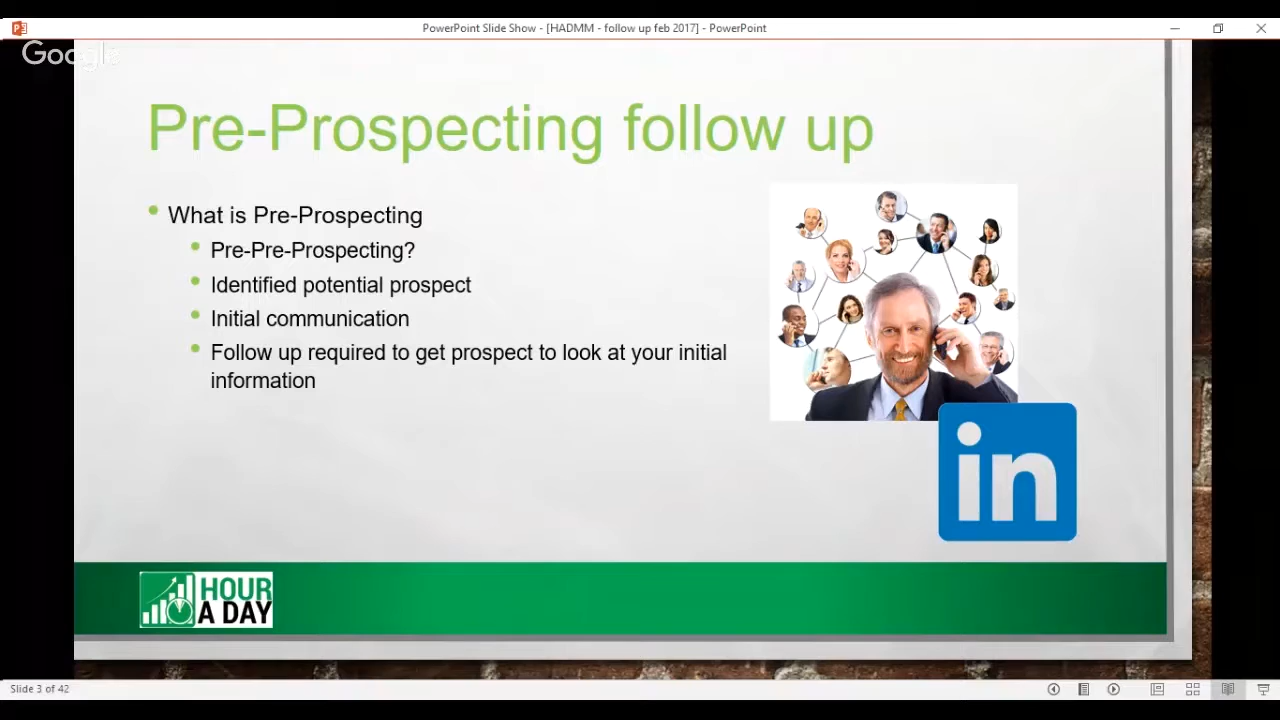 PowerPoint Slide Show - [HADMM - follow up feb 2017] - PowerPoint
Google
Pre-Prospecting follow up
What is Pre-Prospecting
Pre-Pre-Prospecting?
Identified potential prospect
Initial communication
Follow up required to get prospect to look at your initial
information
in
HOUR
A DAY
Slide 3 of 42